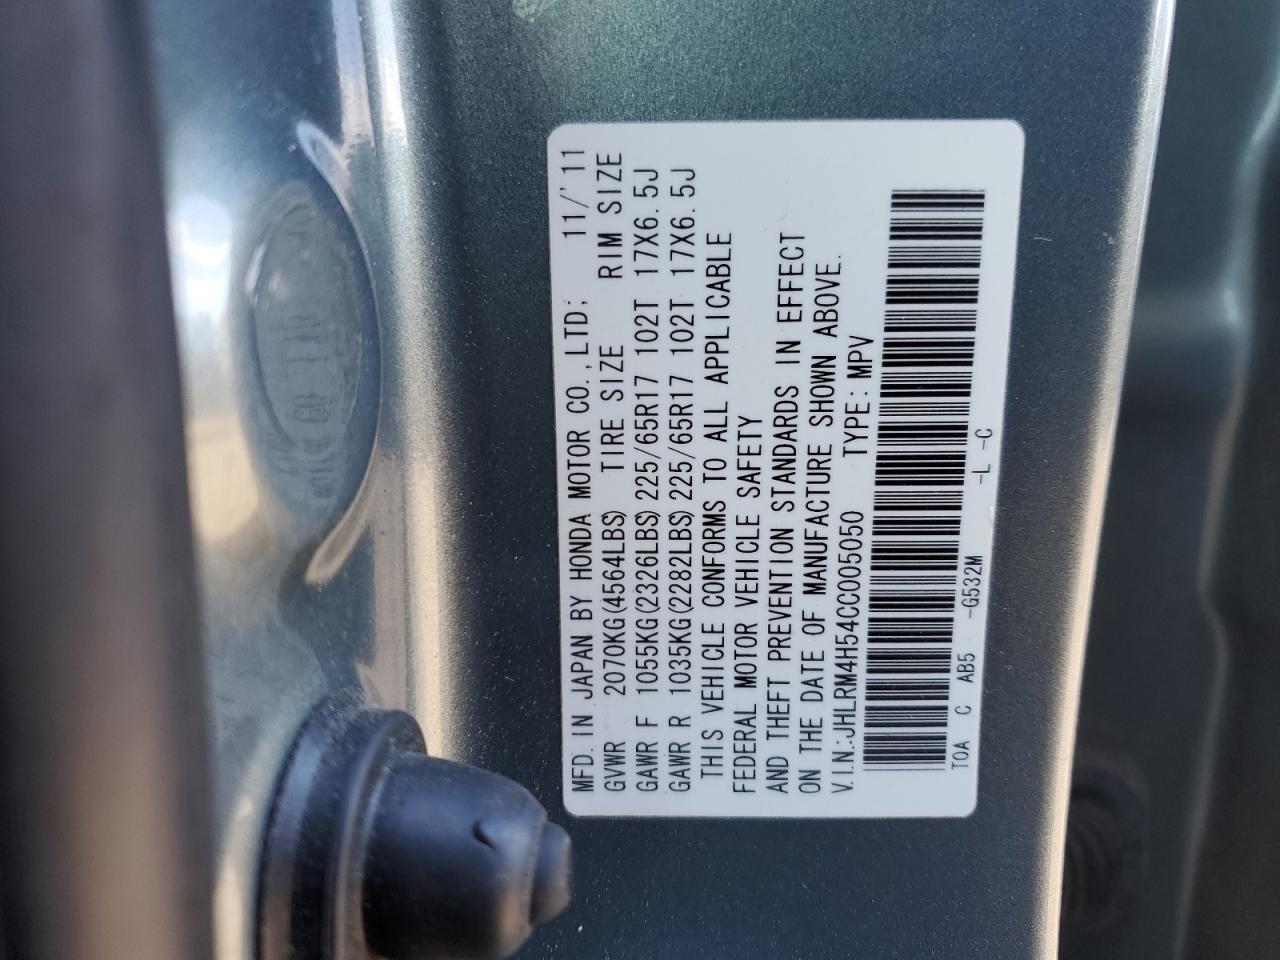 MFD. IN JAPAN BY HONDA MOTOR CO., LTD; 11/'11
GVWR 2070KG(4564LBS) TIRE SIZE RIM SIZE
GAWR F 1055KG(2326LBS) 225/65R17 102T 17X6.5J
GAWR R 1035KG(2282LBS) 225/65R17 102T 17X6.5J
THIS VEHICLE CONFORMS TO ALL APPLICABLE
FEDERAL MOTOR VEHICLE SAFETY
AND THEFT PREVENTION STANDARDS IN EFFECT
ON THE DATE OF MANUFACTURE SHOWN ABOVE.
V.I.N.:JHLRM4H54CC005050 TYPE: MPV
T0A C AB5 -G532M -L -C